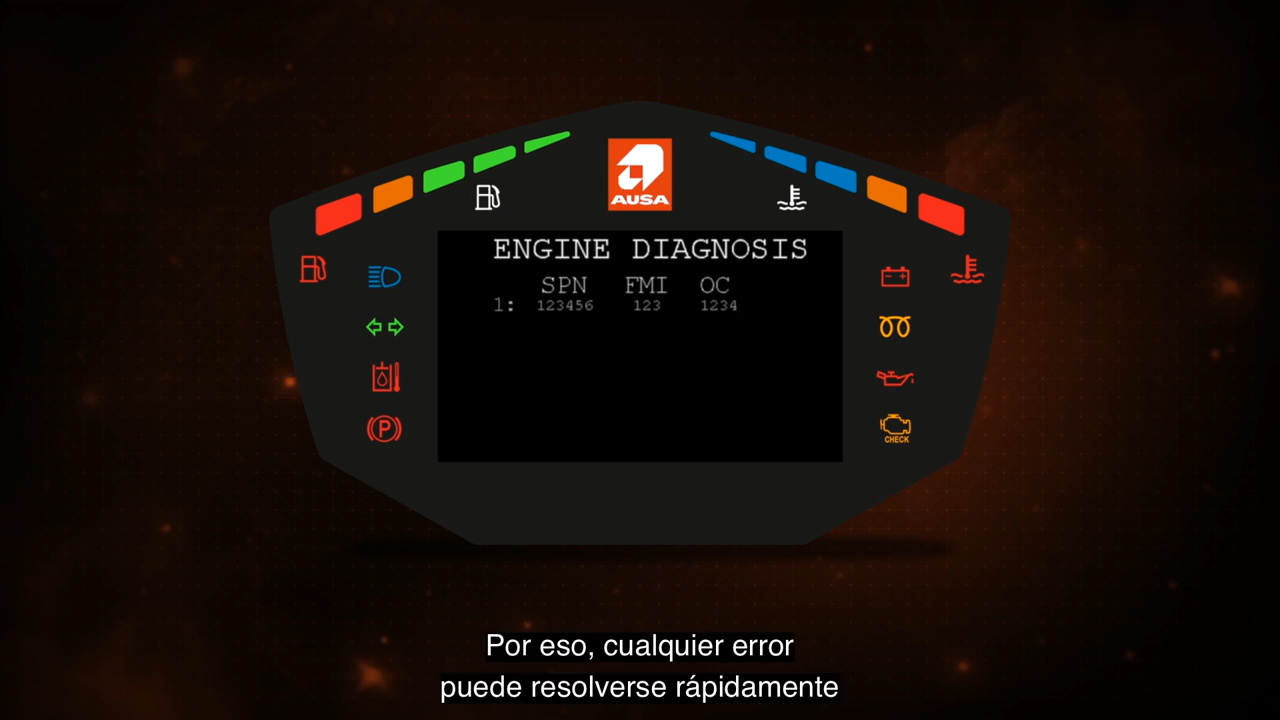 AUSA
ENGINE DIAGNOSIS
SPN FMI OC
1: 123456 123 1234
P
CHECK
Por eso, cualquier error
puede resolverse rápidamente